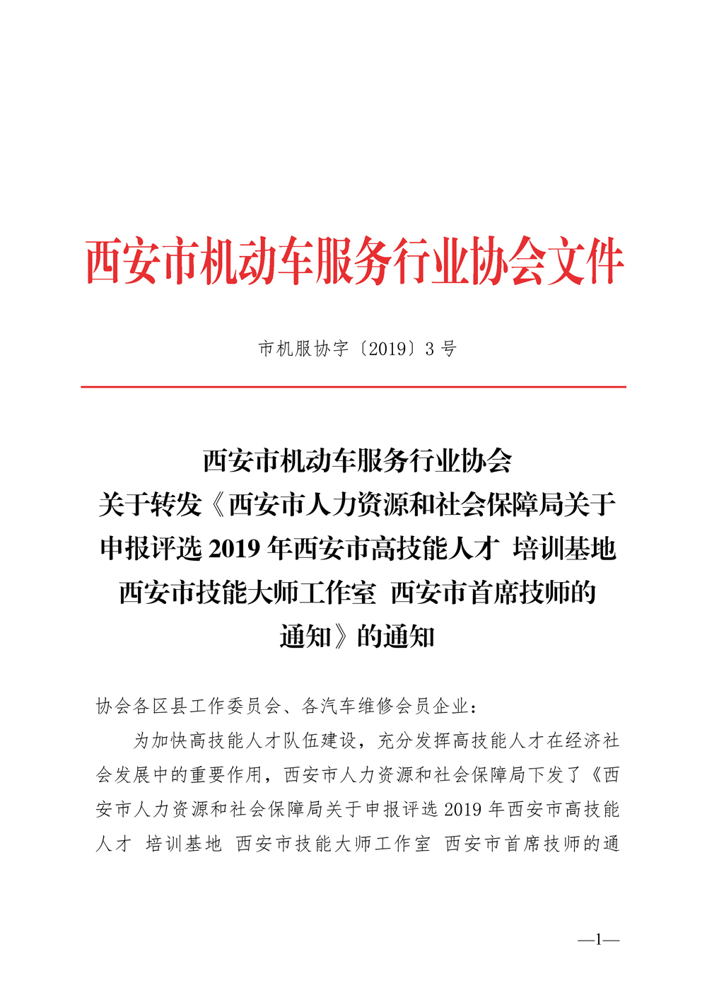 西安市机动车服务行业协会文件
市机服协字〔2019〕3 号
西安市机动车服务行业协会
关于转发《西安市人力资源和社会保障局关于
申报评选 2019 年西安市高技能人才 培训基地
西安市技能大师工作室 西安市首席技师的
通知》的通知
协会各区县工作委员会、各汽车维修会员企业：
为加快高技能人才队伍建设，充分发挥高技能人才在经济社
会发展中的重要作用，西安市人力资源和社会保障局下发了《西
安市人力资源和社会保障局关于申报评选 2019 年西安市高技能
人才 培训基地 西安市技能大师工作室 西安市首席技师的通
—1—